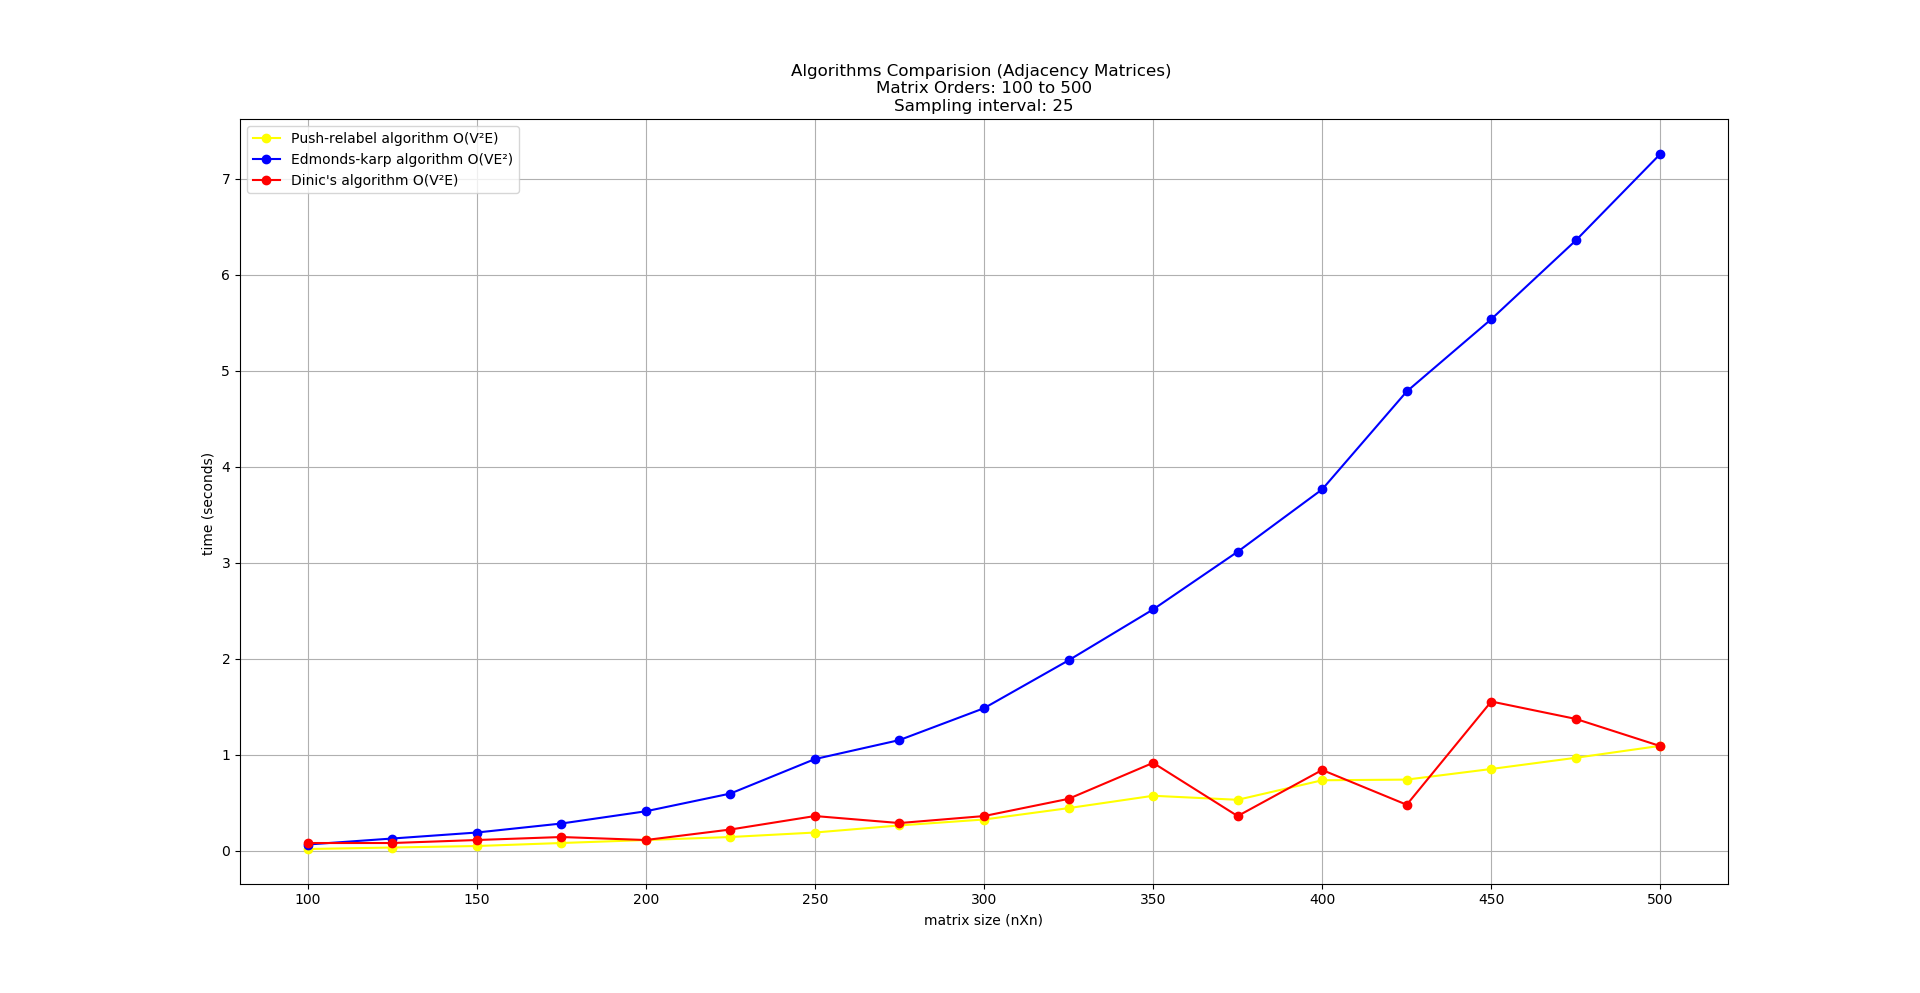 Algorithms Comparision (Adjacency Matrices)
Matrix Orders: 100 to 500
Sampling interval: 25
Push-relabel algorithm O(V²E)
Edmonds-karp algorithm O(VE²)
Dinic's algorithm O(V²E)
7
6
5
4
3
2
1
0
time (seconds)
100 150 200 250 300 350 400 450 500
matrix size (nXn)